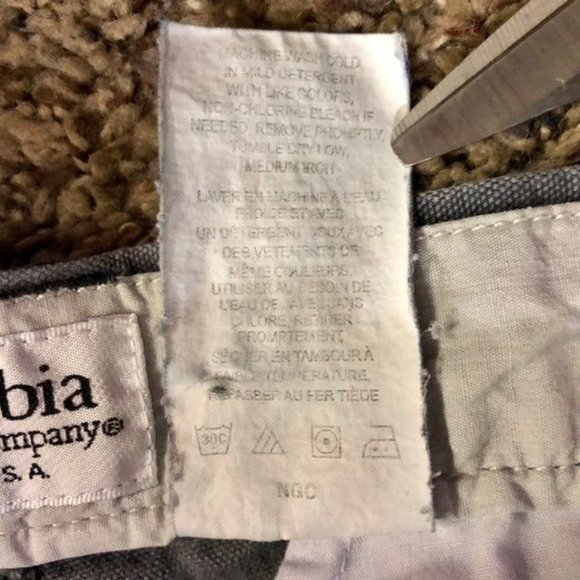 MACHINE WASH COLD
IN MILD DETERGENT
WITH LIKE COLORS,
NON-CHLORINE BLEACH IF
NEEDED, REMOVE PROMPTLY,
TUMBLE DRY LOW,
MEDIUM IRON
LAVER EN MACHINE À L'EAU
FROIDE ET AVEC
UN DÉTERGENT DOUX AVEC
DES VÊTEMENTS DE
MÊME COULEURS,
UTILISER AU BESOIN DE
L'EAU DE JAVEL SANS
CHLORE, RETIRER
PROMPTEMENT,
SÉCHER EN TAMBOUR À
FAIBLE TEMPÉRATURE,
REPASSER AU FER TIÈDE
30C
NGC
bia
ompany®
S.A.